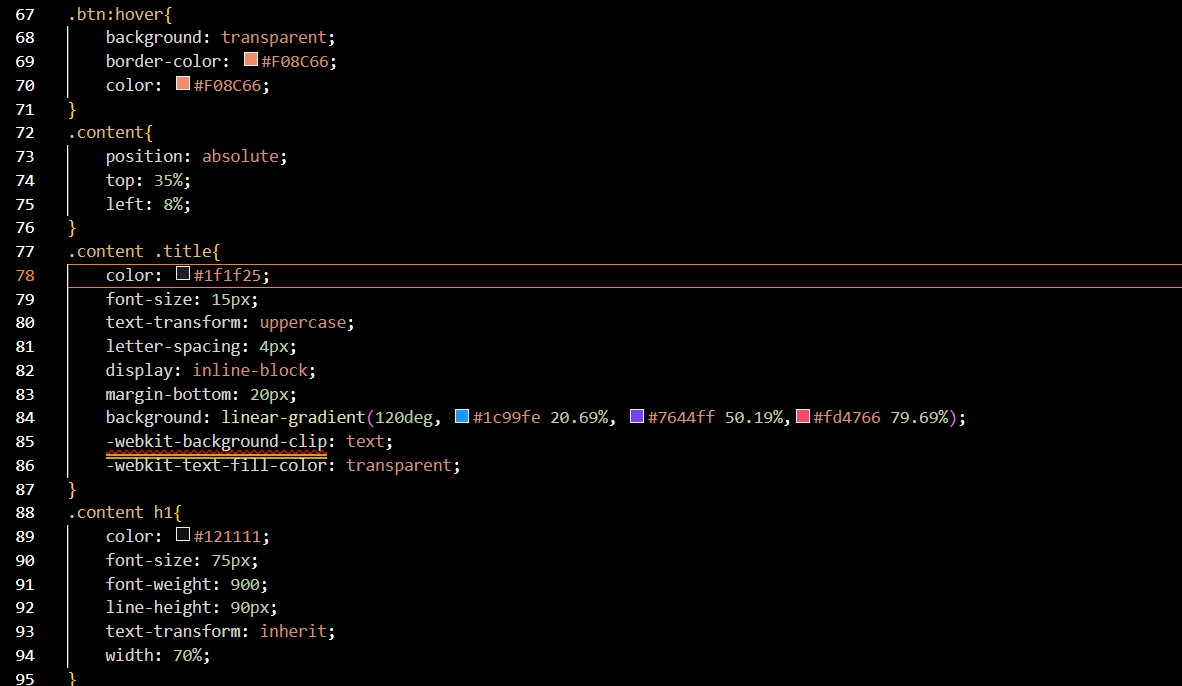 67 .btn:hover{
68 background: transparent;
69 border-color: #F08C66;
70 color: #F08C66;
71 }
72 .content{
73 position: absolute;
74 top: 35%;
75 left: 8%;
76 }
77 .content .title{
78 color: #1f1f25;
79 font-size: 15px;
80 text-transform: uppercase;
81 letter-spacing: 4px;
82 display: inline-block;
83 margin-bottom: 20px;
84 background: linear-gradient(120deg, #1c99fe 20.69%, #7644ff 50.19%, #fd4766 79.69%);
85 -webkit-background-clip: text;
86 -webkit-text-fill-color: transparent;
87 }
88 .content h1{
89 color: #121111;
90 font-size: 75px;
91 font-weight: 900;
92 line-height: 90px;
93 text-transform: inherit;
94 width: 70%;
95 }